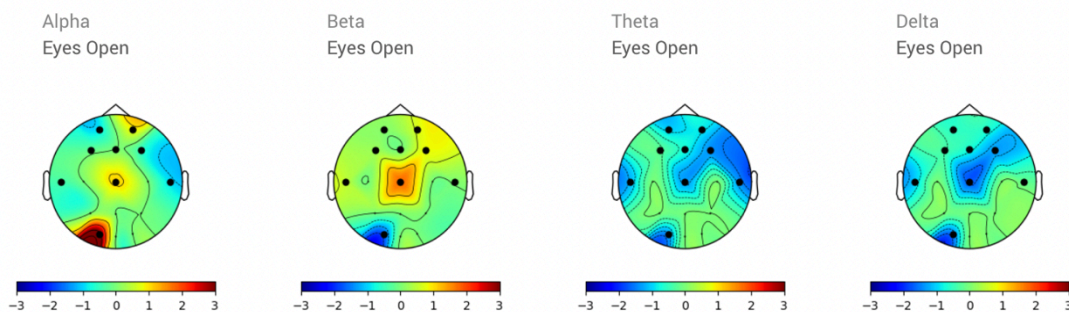 Alpha
Eyes Open
Beta
Eyes Open
Theta
Eyes Open
Delta
Eyes Open
−3 −2 −1 0 1 2 3
−3 −2 −1 0 1 2 3
−3 −2 −1 0 1 2 3
−3 −2 −1 0 1 2 3